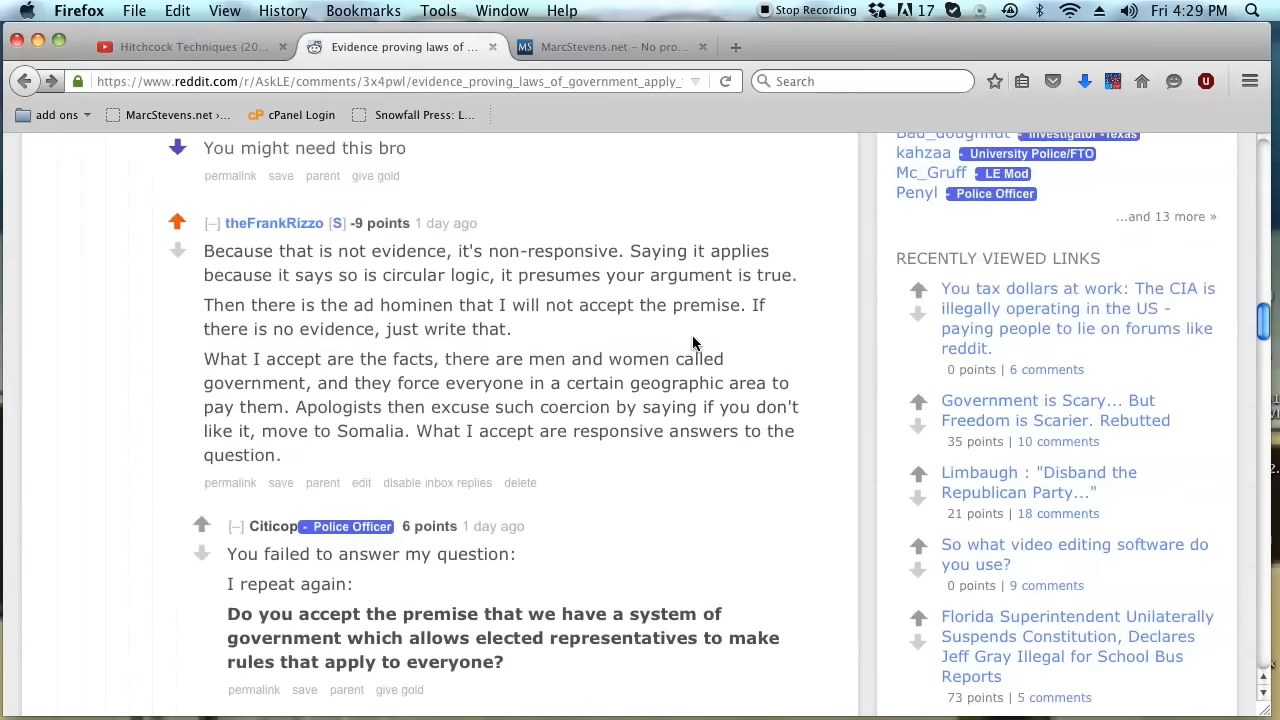 Firefox File Edit View History Bookmarks Tools Window Help Stop Recording 17 Fri 4:29 PM
Hitchcock Techniques (20... Evidence proving laws of ... MarcStevens.net – No pro...
https://www.reddit.com/r/AskLE/comments/3x4pwl/evidence_proving_laws_of_government_apply_ Search
add ons MarcStevens.net ›... cPanel Login Snowfall Press: L...
You might need this bro
permalink save parent give gold
[–] theFrankRizzo [S] -9 points 1 day ago
Because that is not evidence, it's non-responsive. Saying it applies
because it says so is circular logic, it presumes your argument is true.
Then there is the ad hominen that I will not accept the premise. If
there is no evidence, just write that.
What I accept are the facts, there are men and women called
government, and they force everyone in a certain geographic area to
pay them. Apologists then excuse such coercion by saying if you don't
like it, move to Somalia. What I accept are responsive answers to the
question.
permalink save parent edit disable inbox replies delete
[–] Citicop - Police Officer 6 points 1 day ago
You failed to answer my question:
I repeat again:
Do you accept the premise that we have a system of
government which allows elected representatives to make
rules that apply to everyone?
permalink save parent give gold
Bad_doughnut - Investigator -Texas
kahzaa - University Police/FTO
Mc_Gruff - LE Mod
Penyl - Police Officer
...and 13 more »
RECENTLY VIEWED LINKS
You tax dollars at work: The CIA is
illegally operating in the US -
paying people to lie on forums like
reddit.
0 points | 6 comments
Government is Scary... But
Freedom is Scarier. Rebutted
35 points | 10 comments
Limbaugh : "Disband the
Republican Party..."
21 points | 18 comments
So what video editing software do
you use?
0 points | 9 comments
Florida Superintendent Unilaterally
Suspends Constitution, Declares
Jeff Gray Illegal for School Bus
Reports
73 points | 5 comments